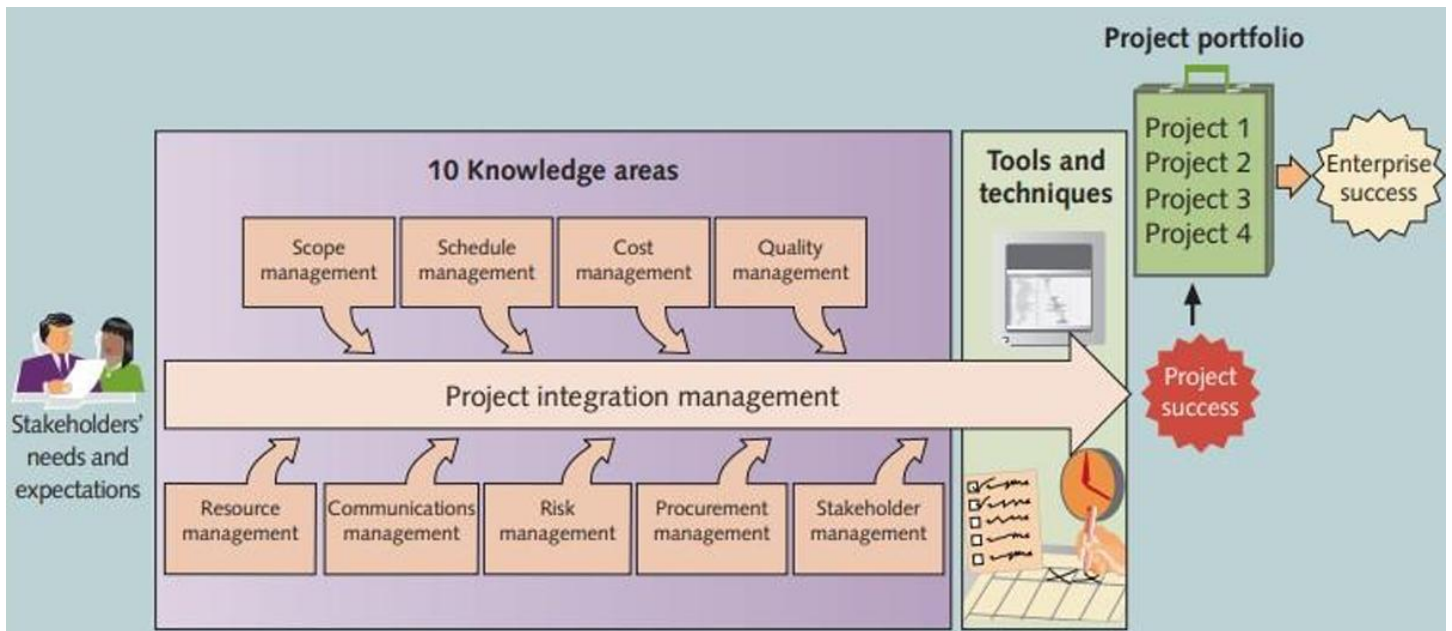 Project portfolio
Project 1
Project 2
Project 3
Project 4
Enterprise
success
10 Knowledge areas
Tools and
techniques
Scope
management
Schedule
management
Cost
management
Quality
management
Stakeholders'
needs and
expectations
Project integration management
Project
success
Resource
management
Communications
management
Risk
management
Procurement
management
Stakeholder
management